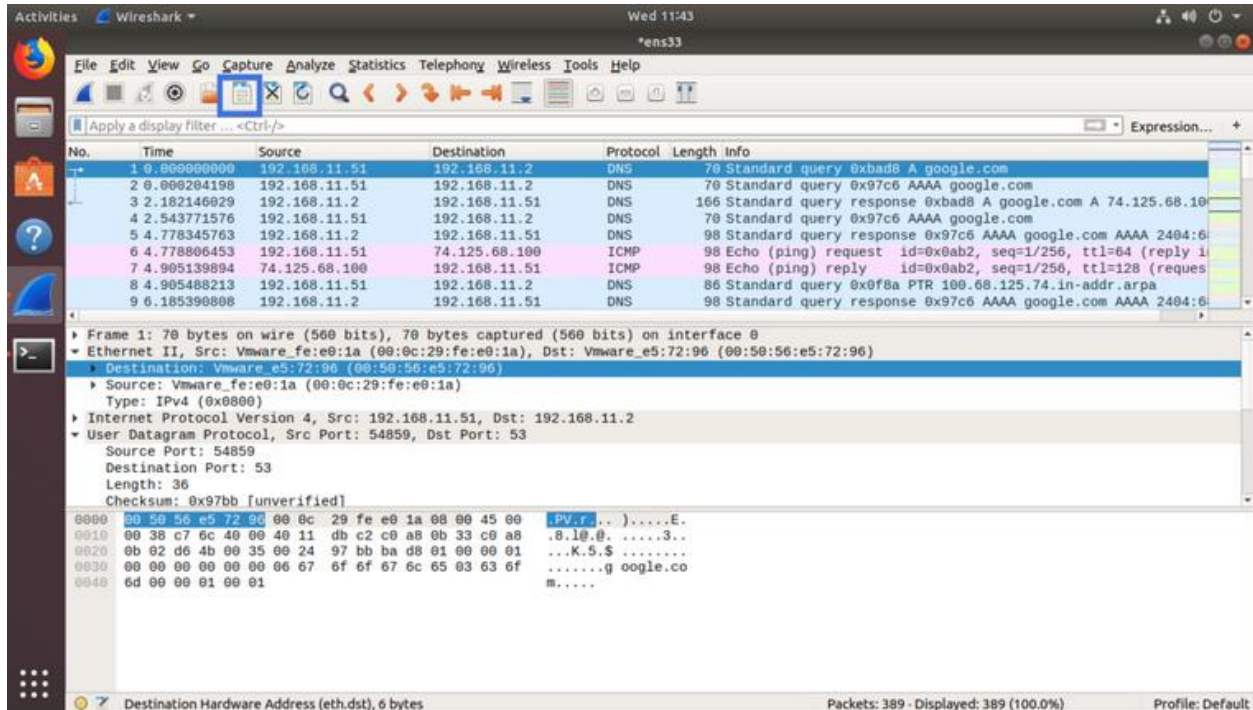 Activities Wireshark Wed 11:43
*ens33
File Edit View Go Capture Analyze Statistics Telephony Wireless Tools Help
Apply a display filter ... <Ctrl-/> Expression... +
No. Time Source Destination Protocol Length Info
1 0.000000000 192.168.11.51 192.168.11.2 DNS 70 Standard query 0xbad8 A google.com
2 0.000204198 192.168.11.51 192.168.11.2 DNS 70 Standard query 0x97c6 AAAA google.com
3 2.182146029 192.168.11.2 192.168.11.51 DNS 166 Standard query response 0xbad8 A google.com A 74.125.68.10
4 2.543771576 192.168.11.51 192.168.11.2 DNS 70 Standard query 0x97c6 AAAA google.com
5 4.778345763 192.168.11.2 192.168.11.51 DNS 98 Standard query response 0x97c6 AAAA google.com AAAA 2404:6
6 4.778806453 192.168.11.51 74.125.68.100 ICMP 98 Echo (ping) request id=0x0ab2, seq=1/256, ttl=64 (reply i
7 4.905139894 74.125.68.100 192.168.11.51 ICMP 98 Echo (ping) reply id=0x0ab2, seq=1/256, ttl=128 (reques
8 4.905488213 192.168.11.51 192.168.11.2 DNS 86 Standard query 0x0f8a PTR 100.68.125.74.in-addr.arpa
9 6.185390808 192.168.11.2 192.168.11.51 DNS 98 Standard query response 0x97c6 AAAA google.com AAAA 2404:6
Frame 1: 70 bytes on wire (560 bits), 70 bytes captured (560 bits) on interface 0
Ethernet II, Src: Vmware_fe:e0:1a (00:0c:29:fe:e0:1a), Dst: Vmware_e5:72:96 (00:50:56:e5:72:96)
Destination: Vmware_e5:72:96 (00:50:56:e5:72:96)
Source: Vmware_fe:e0:1a (00:0c:29:fe:e0:1a)
Type: IPv4 (0x0800)
Internet Protocol Version 4, Src: 192.168.11.51, Dst: 192.168.11.2
User Datagram Protocol, Src Port: 54859, Dst Port: 53
Source Port: 54859
Destination Port: 53
Length: 36
Checksum: 0x97bb [unverified]
0000 00 50 56 e5 72 96 00 0c 29 fe e0 1a 08 00 45 00 .PV.r... ).....E.
0010 00 38 c7 6c 40 00 40 11 db c2 c0 a8 0b 33 c0 a8 .8.l@.@. .....3..
0020 0b 02 d6 4b 00 35 00 24 97 bb ba d8 01 00 00 01 ...K.5.$ ........
0030 00 00 00 00 00 00 06 67 6f 6f 67 6c 65 03 63 6f .......g oogle.co
0040 6d 00 00 01 00 01 m.....
Destination Hardware Address (eth.dst), 6 bytes Packets: 389 · Displayed: 389 (100.0%) Profile: Default